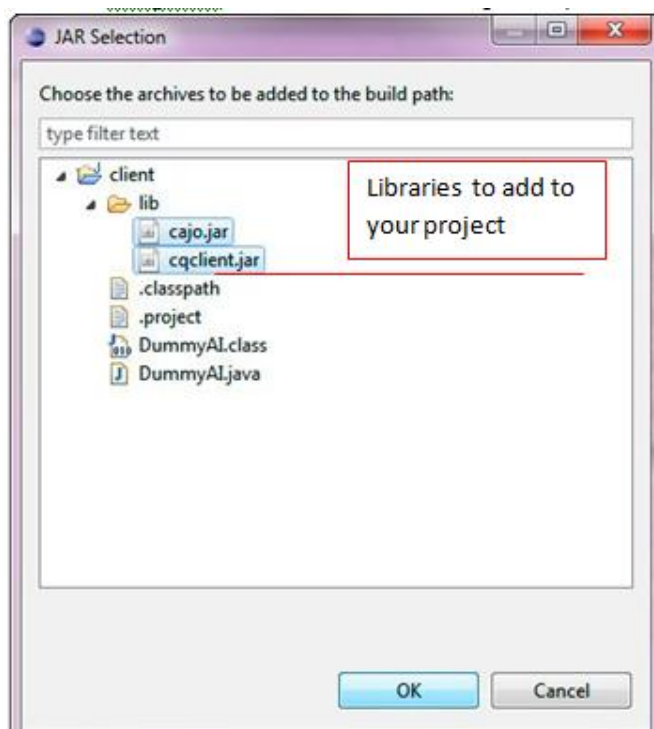 JAR Selection
Choose the archives to be added to the build path:
type filter text
client
lib
cajo.jar
cqclient.jar
.classpath
.project
DummyAI.class
DummyAI.java
Libraries to add to
your project
OK
Cancel